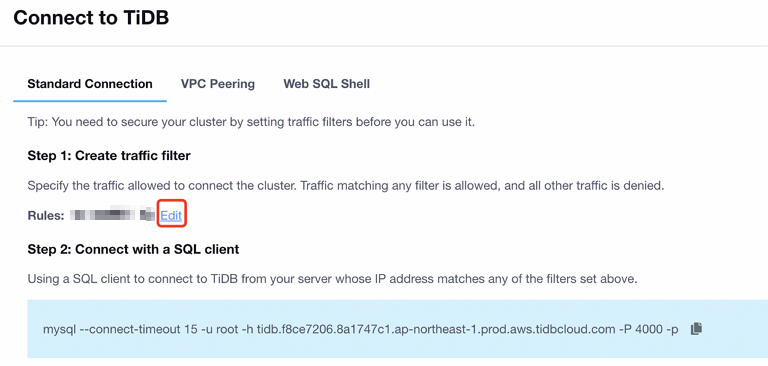 Connect to TiDB
Standard Connection VPC Peering Web SQL Shell
Tip: You need to secure your cluster by setting traffic filters before you can use it.
Step 1: Create traffic filter
Specify the traffic allowed to connect the cluster. Traffic matching any filter is allowed, and all other traffic is denied.
Rules: Edit
Step 2: Connect with a SQL client
Using a SQL client to connect to TiDB from your server whose IP address matches any of the filters set above.
mysql --connect-timeout 15 -u root -h tidb.f8ce7206.8a1747c1.ap-northeast-1.prod.aws.tidbcloud.com -P 4000 -p